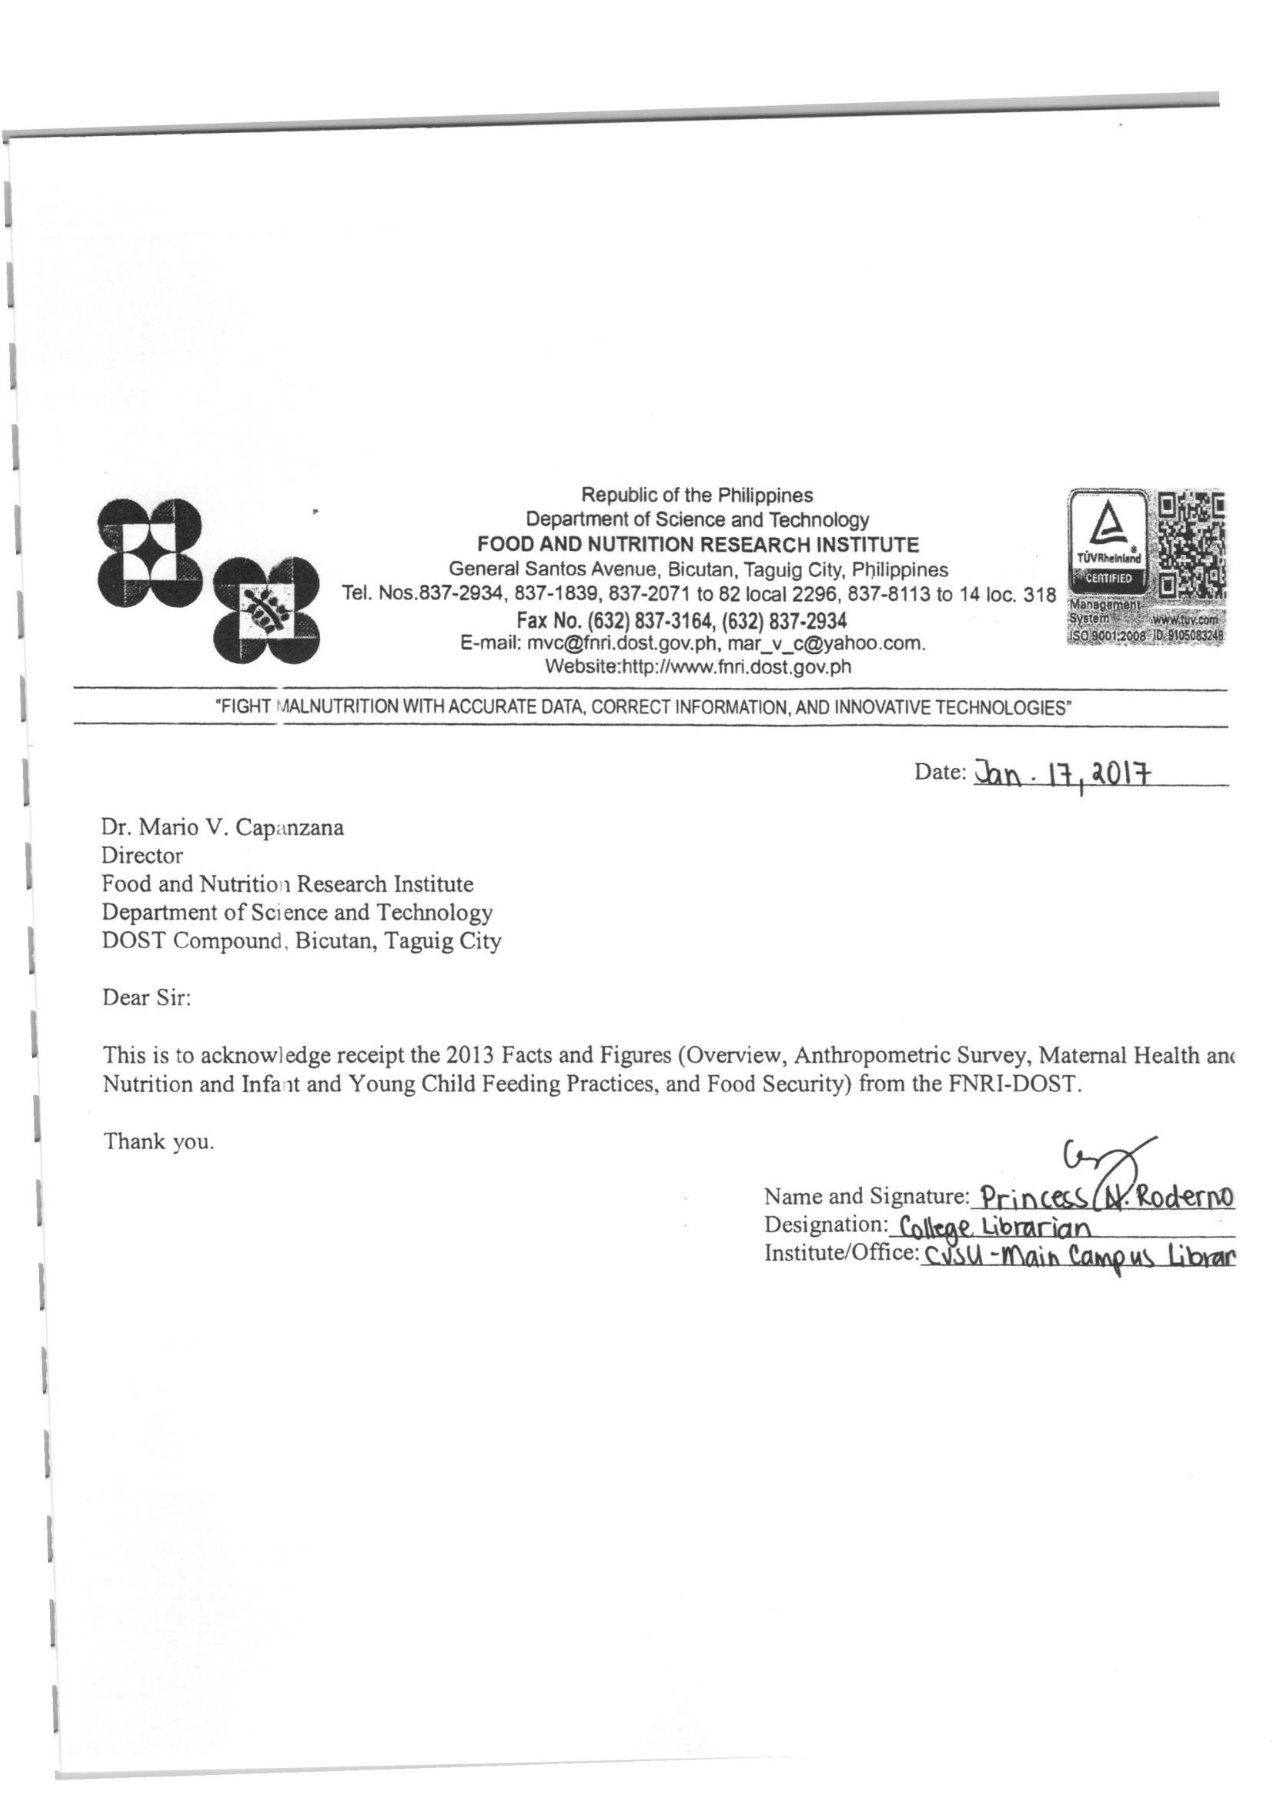 Republic of the Philippines
Department of Science and Technology
FOOD AND NUTRITION RESEARCH INSTITUTE
General Santos Avenue, Bicutan, Taguig City, Philippines
Tel. Nos.837-2934, 837-1839, 837-2071 to 82 local 2296, 837-8113 to 14 loc. 318
Fax No. (632) 837-3164, (632) 837-2934
E-mail: mvc@fnri.dost.gov.ph, mar_v_c@yahoo.com.
Website:http://www.fnri.dost.gov.ph
TÜVRheinland®
CERTIFIED
Management
System www.tuv.com
ISO 9001:2008 ID 9105083248
"FIGHT MALNUTRITION WITH ACCURATE DATA, CORRECT INFORMATION, AND INNOVATIVE TECHNOLOGIES"
Date: Jan. 17, 2017
Dr. Mario V. Capanzana
Director
Food and Nutrition Research Institute
Department of Science and Technology
DOST Compound, Bicutan, Taguig City
Dear Sir:
This is to acknowledge receipt the 2013 Facts and Figures (Overview, Anthropometric Survey, Maternal Health and
Nutrition and Infant and Young Child Feeding Practices, and Food Security) from the FNRI-DOST.
Thank you.
Name and Signature: Princess N. Roderno
Designation: College Librarian
Institute/Office: CvSU-Main Campus Librar